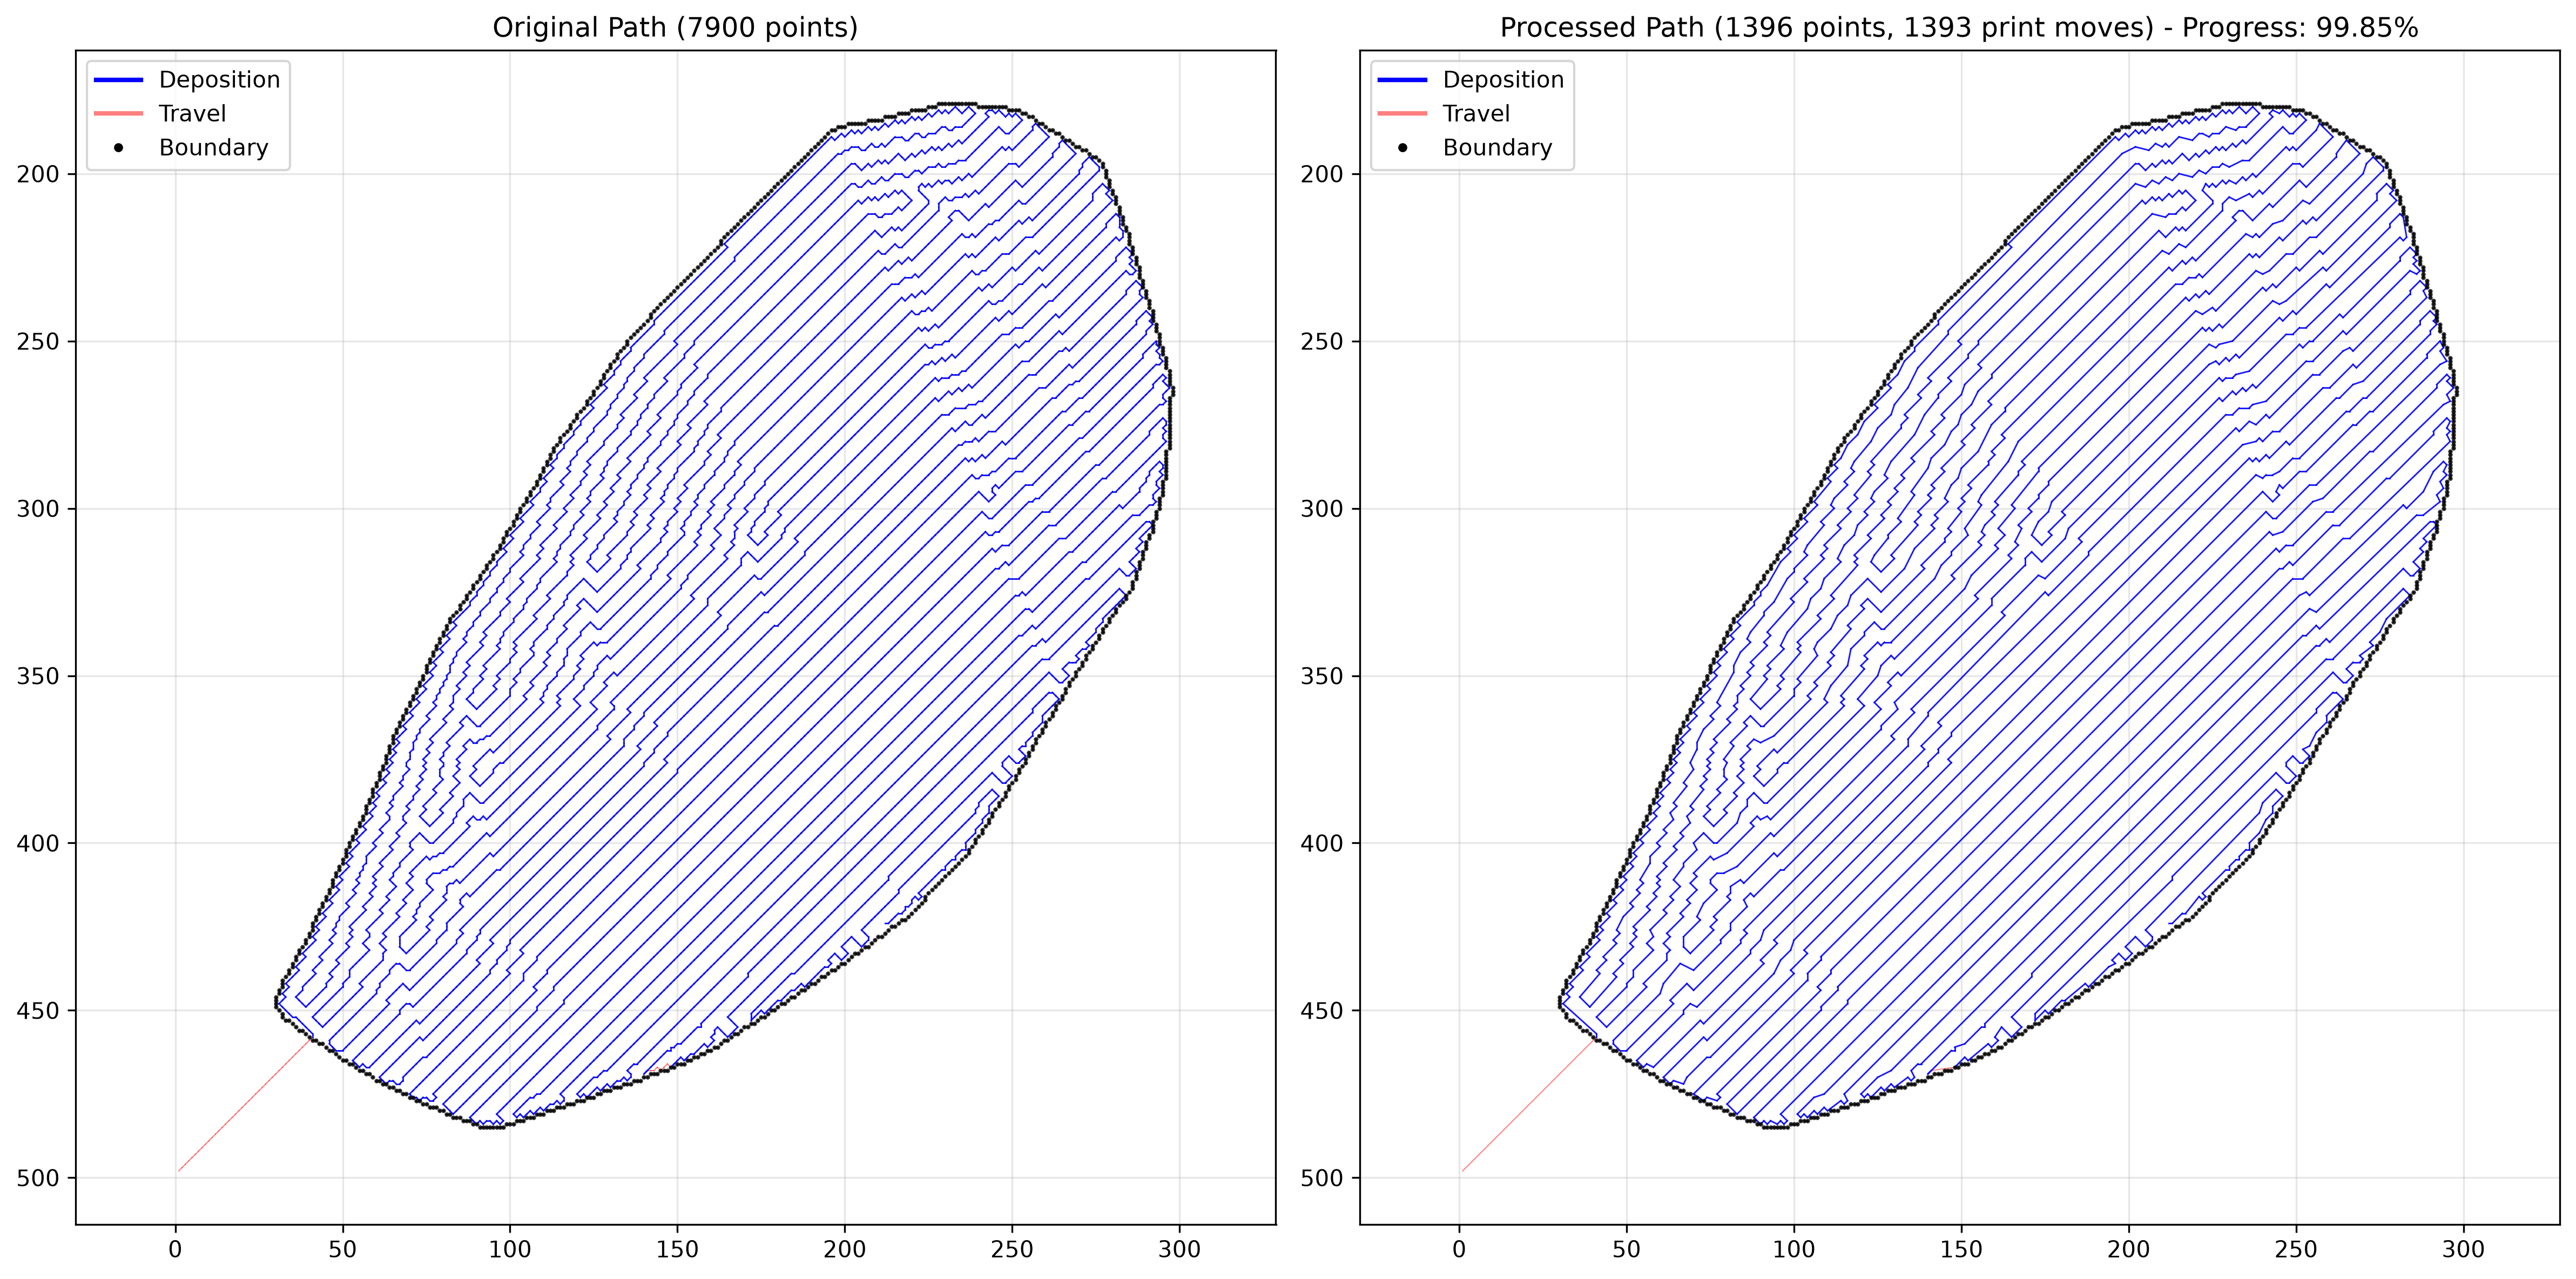 Original Path (7900 points)
Deposition
Travel
Boundary
200
250
300
350
400
450
500
0 50 100 150 200 250 300
Processed Path (1396 points, 1393 print moves) - Progress: 99.85%
Deposition
Travel
Boundary
200
250
300
350
400
450
500
0 50 100 150 200 250 300